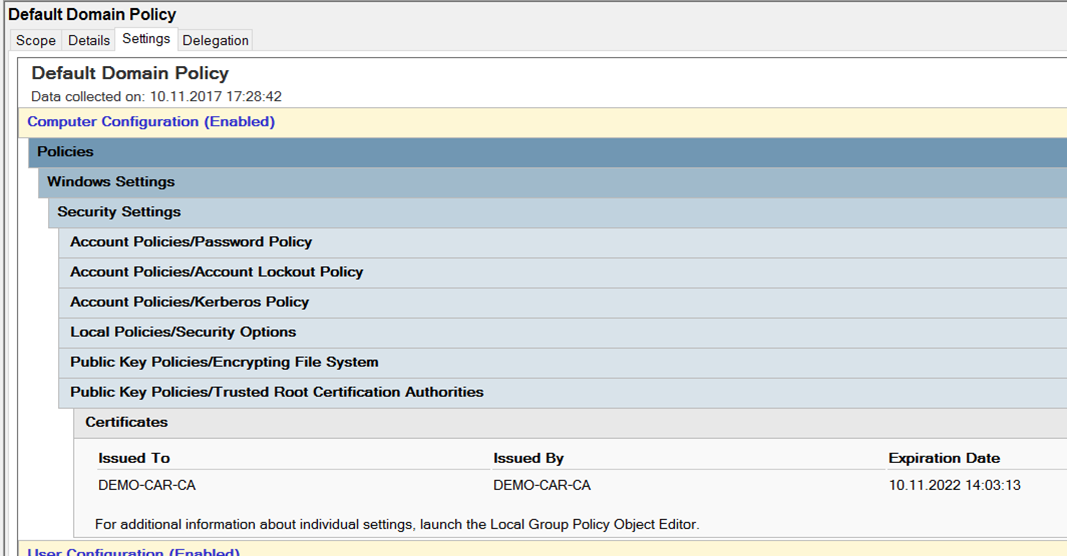 Default Domain Policy
Scope Details Settings Delegation
Default Domain Policy
Data collected on: 10.11.2017 17:28:42
Computer Configuration (Enabled)
Policies
Windows Settings
Security Settings
Account Policies/Password Policy
Account Policies/Account Lockout Policy
Account Policies/Kerberos Policy
Local Policies/Security Options
Public Key Policies/Encrypting File System
Public Key Policies/Trusted Root Certification Authorities
Certificates
Issued To Issued By Expiration Date
DEMO-CAR-CA DEMO-CAR-CA 10.11.2022 14:03:13
For additional information about individual settings, launch the Local Group Policy Object Editor.
User Configuration (Enabled)